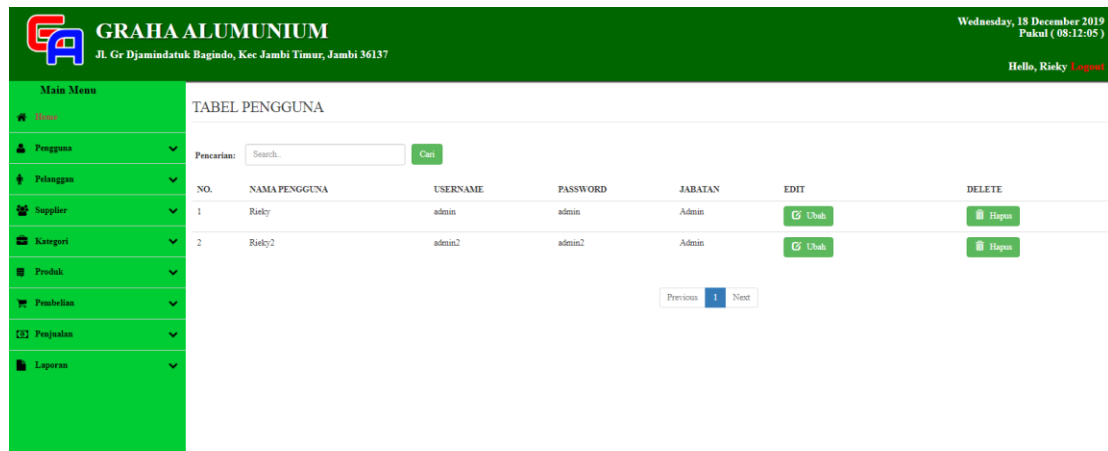 GA
GRAHA ALUMUNIUM
Jl. Gr Djamindatuk Bagindo, Kec Jambi Timur, Jambi 36137
Wednesday, 18 December 2019
Pukul ( 08:12:05 )
Hello, Rieky Logout
Main Menu
Home
Pengguna
Pelanggan
Supplier
Kategori
Produk
Pembelian
Penjualan
Laporan
TABEL PENGGUNA
Pencarian: Search.. Cari
NO. NAMA PENGGUNA USERNAME PASSWORD JABATAN EDIT DELETE
1 Rieky admin admin Admin Ubah Hapus
2 Rieky2 admin2 admin2 Admin Ubah Hapus
Previous 1 Next